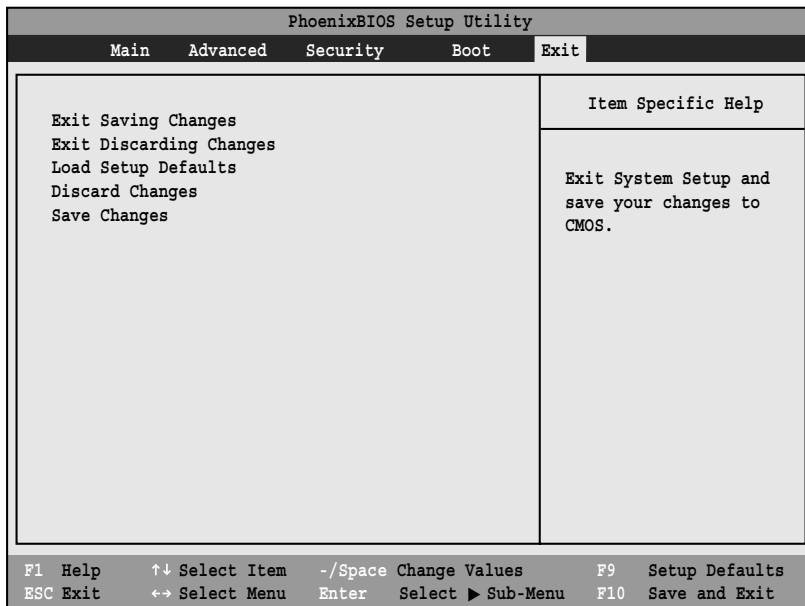 PhoenixBIOS Setup Utility
Main Advanced Security Boot Exit
Exit Saving Changes
Exit Discarding Changes
Load Setup Defaults
Discard Changes
Save Changes
Item Specific Help
Exit System Setup and
save your changes to
CMOS.
F1 Help ↑↓ Select Item -/Space Change Values F9 Setup Defaults
ESC Exit ←→ Select Menu Enter Select ▶ Sub-Menu F10 Save and Exit